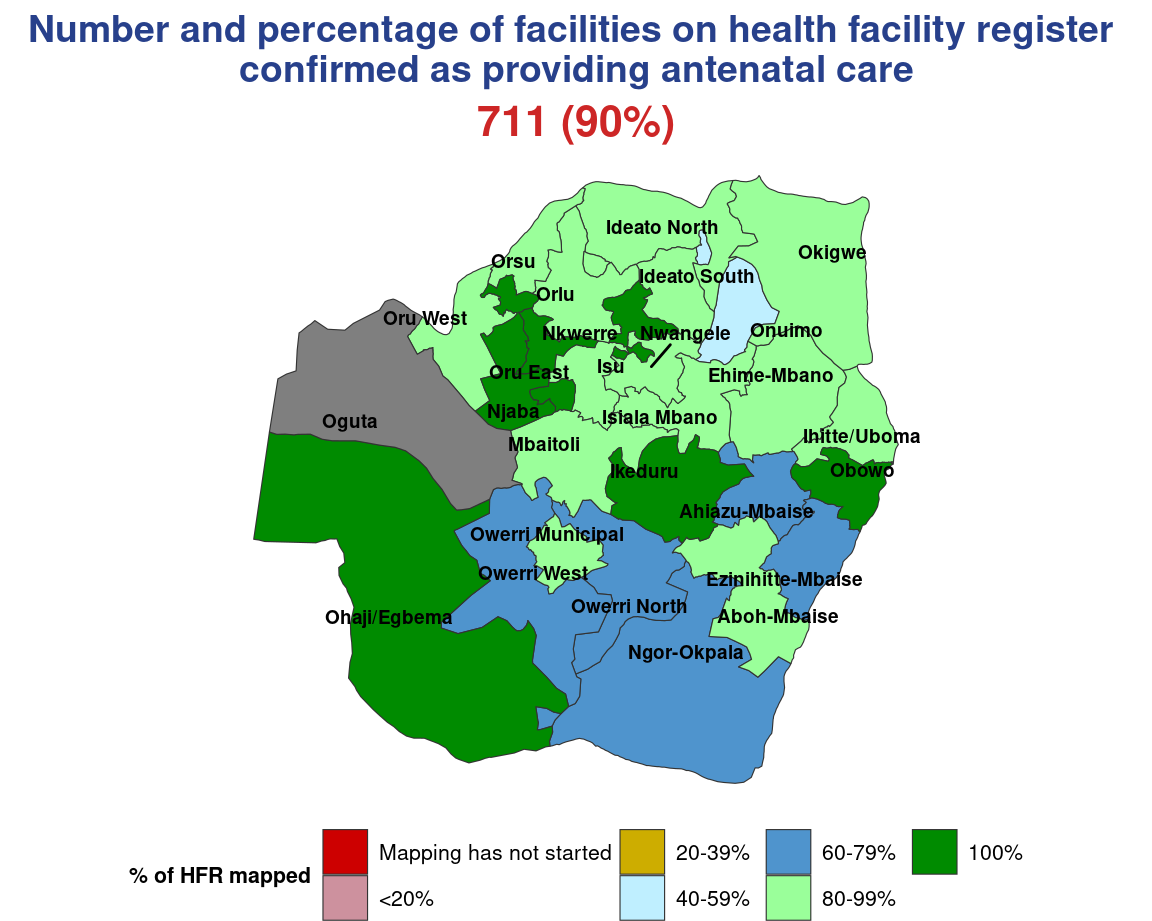 Number and percentage of facilities on health facility register
confirmed as providing antenatal care
711 (90%)
Ideato North
Okigwe
Orsu
Ideato South
Orlu
Oru West
Nkwerre
Nwangele
Onuimo
Isu
Oru East
Ehime-Mbano
Njaba
Isiala Mbano
Oguta
Ihitte/Uboma
Mbaitoli
Ikeduru
Obowo
Ahiazu-Mbaise
Owerri Municipal
Owerri West
Ezinihitte-Mbaise
Owerri North
Ohaji/Egbema
Aboh-Mbaise
Ngor-Okpala
% of HFR mapped
Mapping has not started
<20%
20-39%
40-59%
60-79%
80-99%
100%